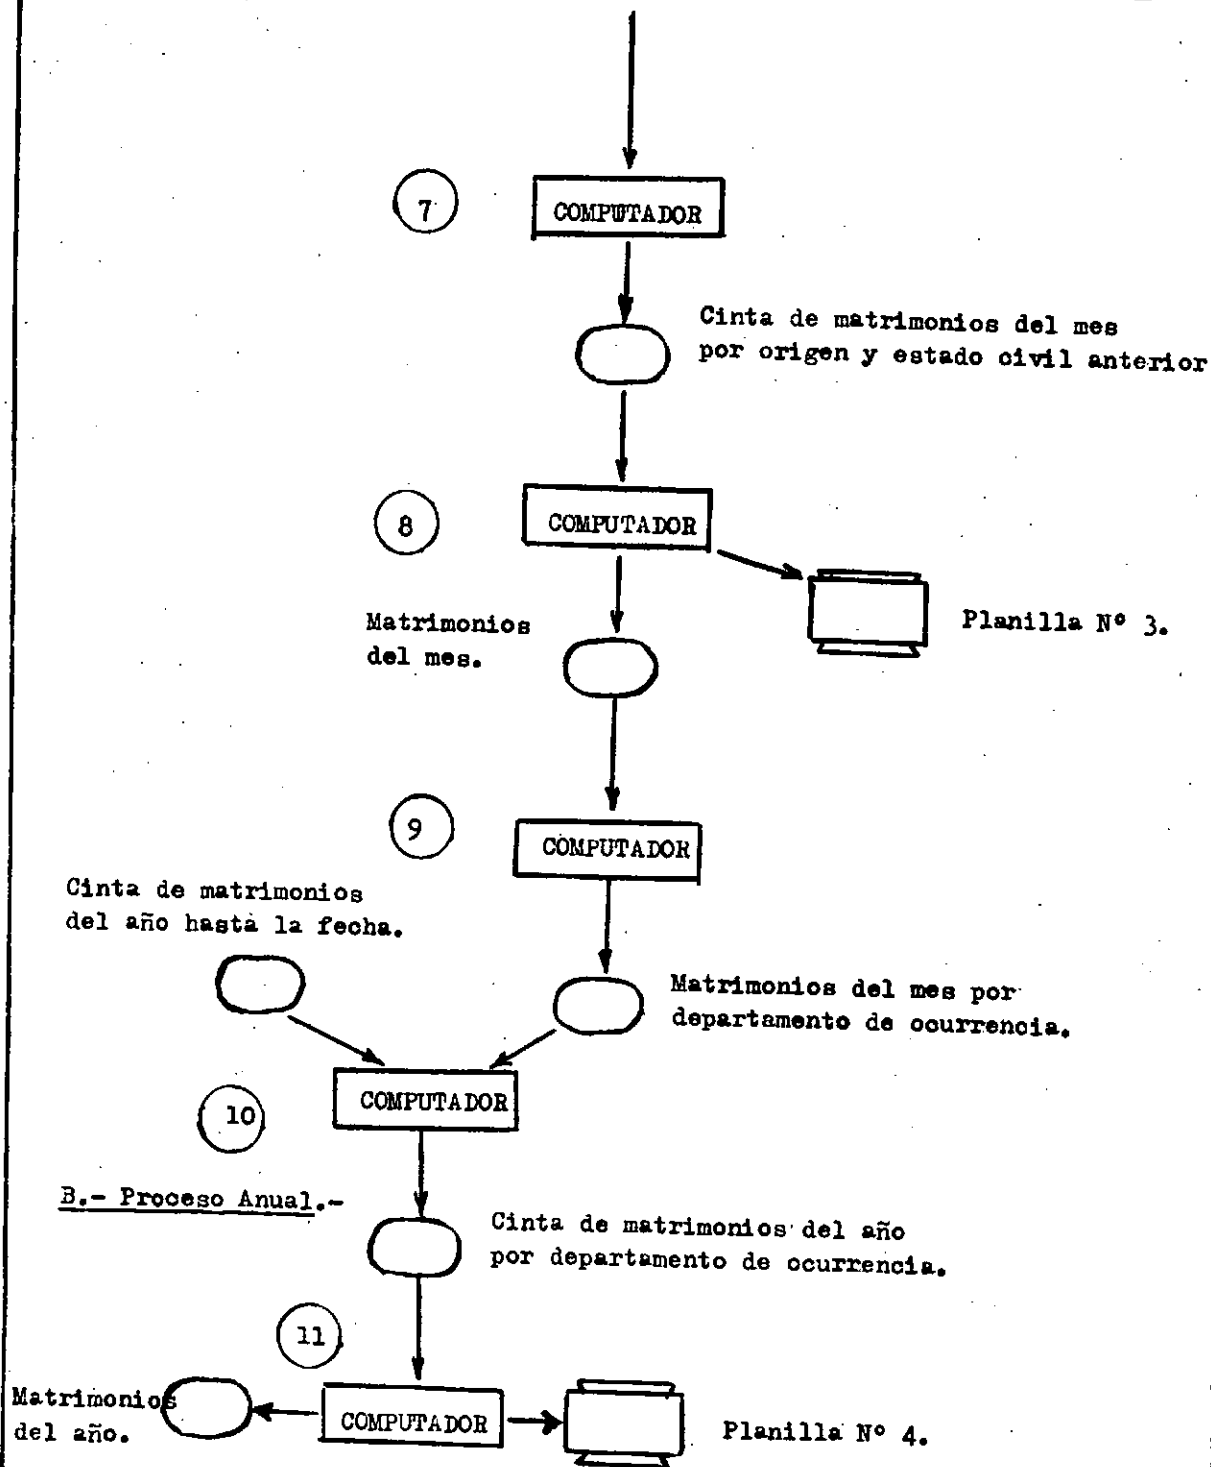 7
COMPUTADOR
Cinta de matrimonios del mes
por origen y estado civil anterior
8
COMPUTADOR
Matrimonios
del mes.
Planilla Nº 3.
9
COMPUTADOR
Cinta de matrimonios
del año hasta la fecha.
Matrimonios del mes por
departamento de ocurrencia.
10
COMPUTADOR
B.- Proceso Anual.-
Cinta de matrimonios del año
por departamento de ocurrencia.
11
Matrimonios
del año.
COMPUTADOR
Planilla Nº 4.